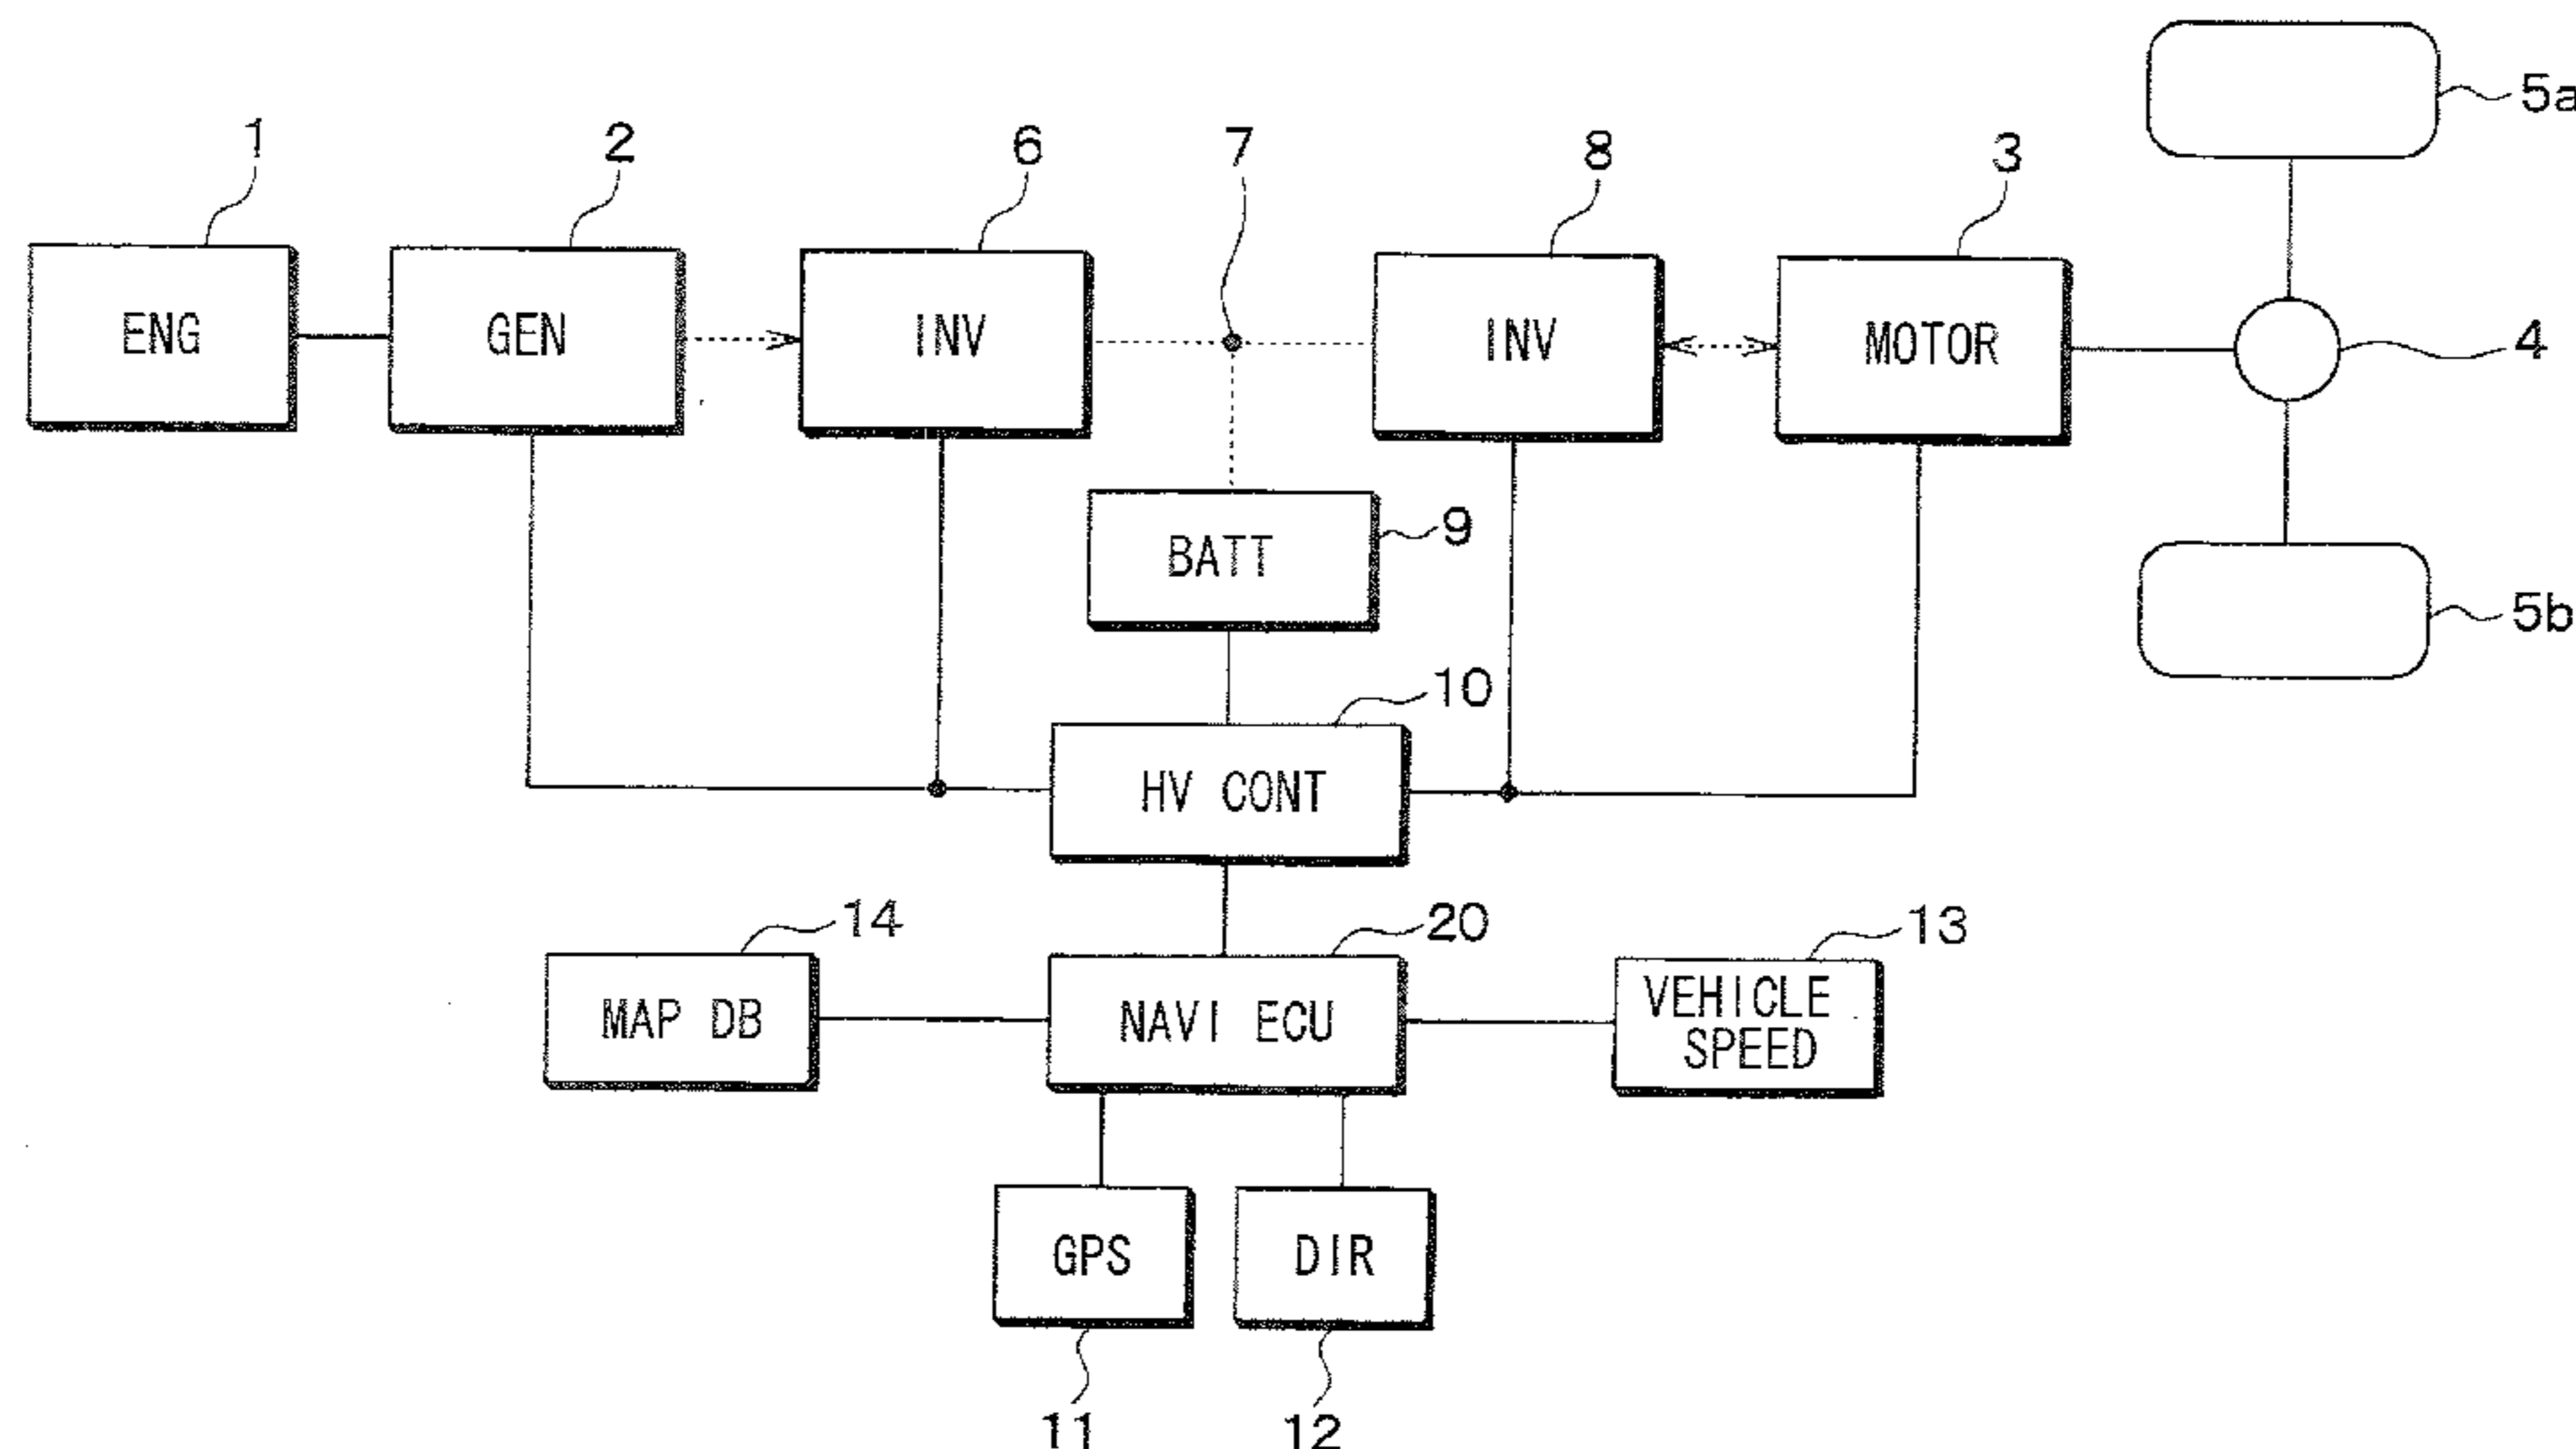 5a
1
2
6
7
8
3
ENG
GEN
INV
INV
MOTOR
4
BATT
9
5b
10
HV CONT
14
20
13
MAP DB
NAVI ECU
VEHICLE
SPEED
GPS
DIR
11
12